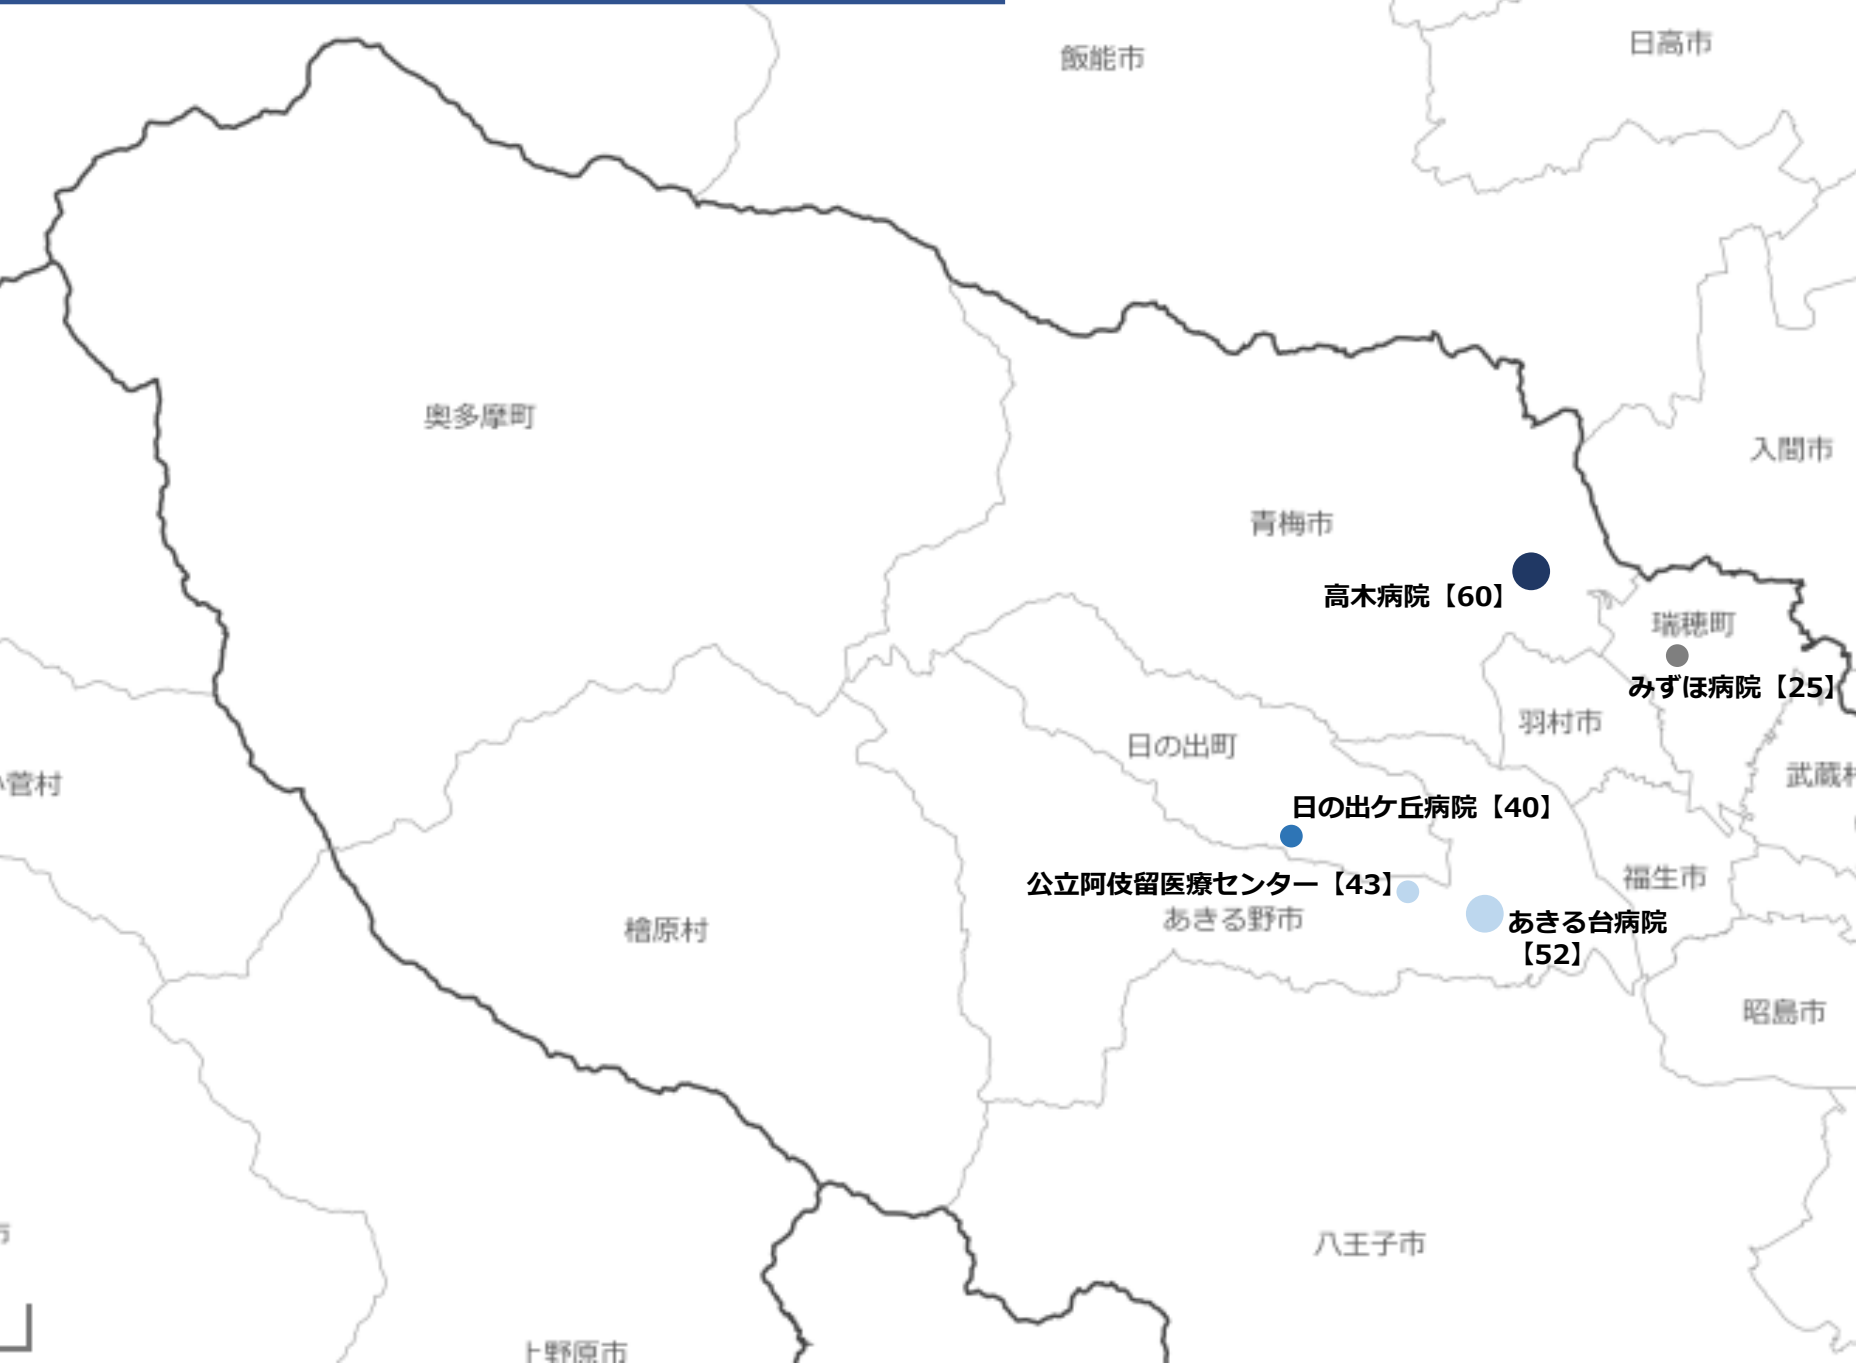 飯能市
日高市
奥多摩町
入間市
青梅市
高木病院【60】
瑞穂町
みずほ病院【25】
羽村市
日の出町
菅村
武蔵村
日の出ケ丘病院【40】
公立阿伎留医療センター【43】
福生市
あきる野市
あきる台病院
【52】
檜原村
昭島市
市
八王子市
上野原市